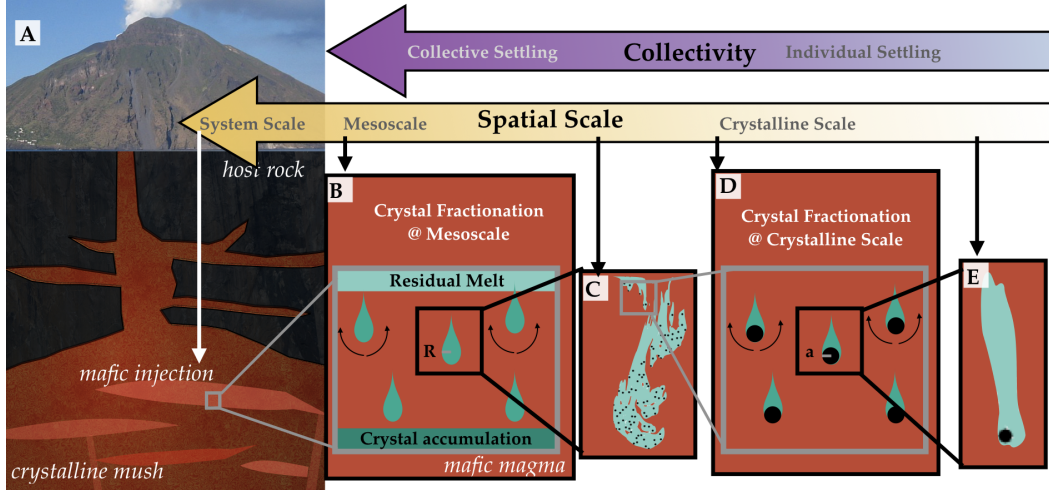 A
Collective Settling Collectivity Individual Settling
System Scale Mesoscale Spatial Scale Crystalline Scale
host rock
B
Crystal Fractionation
@ Mesoscale
Residual Melt
R
Crystal accumulation
mafic magma
C
D
Crystal Fractionation
@ Crystalline Scale
a
E
mafic injection
crystalline mush